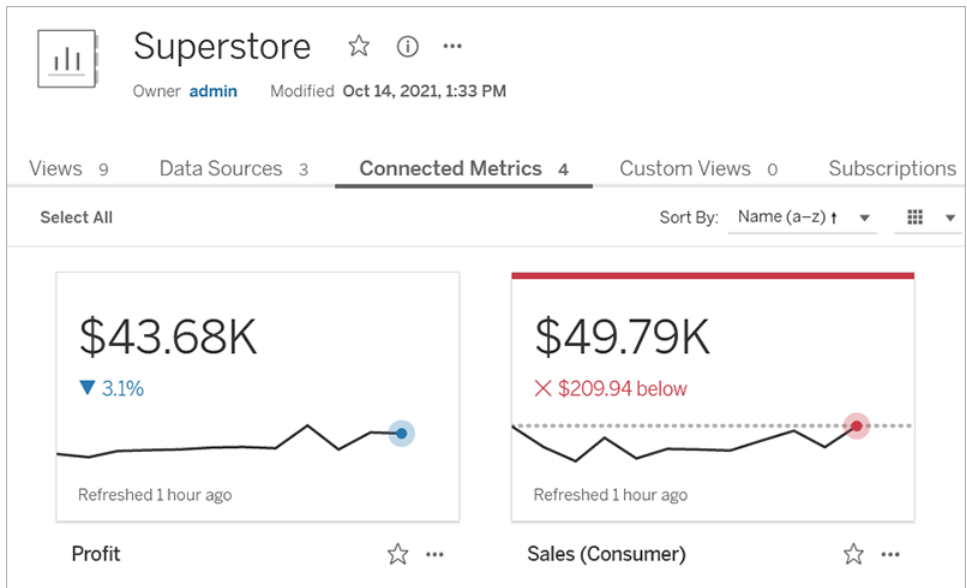 Superstore
Owner admin Modified Oct 14, 2021, 1:33 PM
Views 9 Data Sources 3 Connected Metrics 4 Custom Views 0 Subscriptions
Select All Sort By: Name (a–z) ↑
$43.68K
▼ 3.1%
Refreshed 1 hour ago
Profit
$49.79K
$209.94 below
Refreshed 1 hour ago
Sales (Consumer)